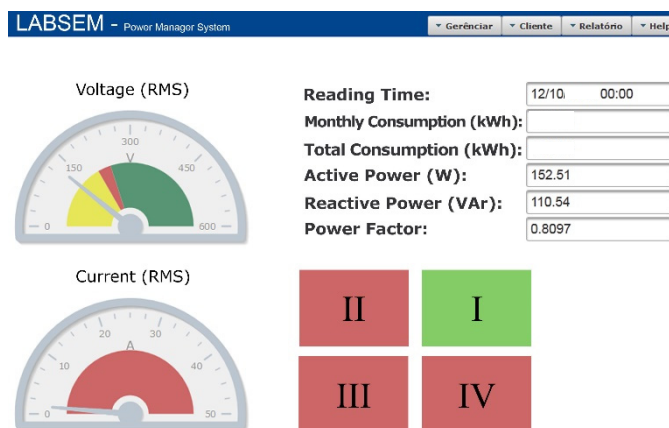 LABSEM - Powor Manager System
Gerênciar Cliente Relatório Help
Voltage (RMS)
0 150 300 450 600
V
Reading Time: 12/10/ 00:00
Monthly Consumption (kWh):
Total Consumption (kWh):
Active Power (W): 152.51
Reactive Power (VAr): 110.54
Power Factor: 0.8097
Current (RMS)
0 10 20 30 40 50
A
II I
III IV